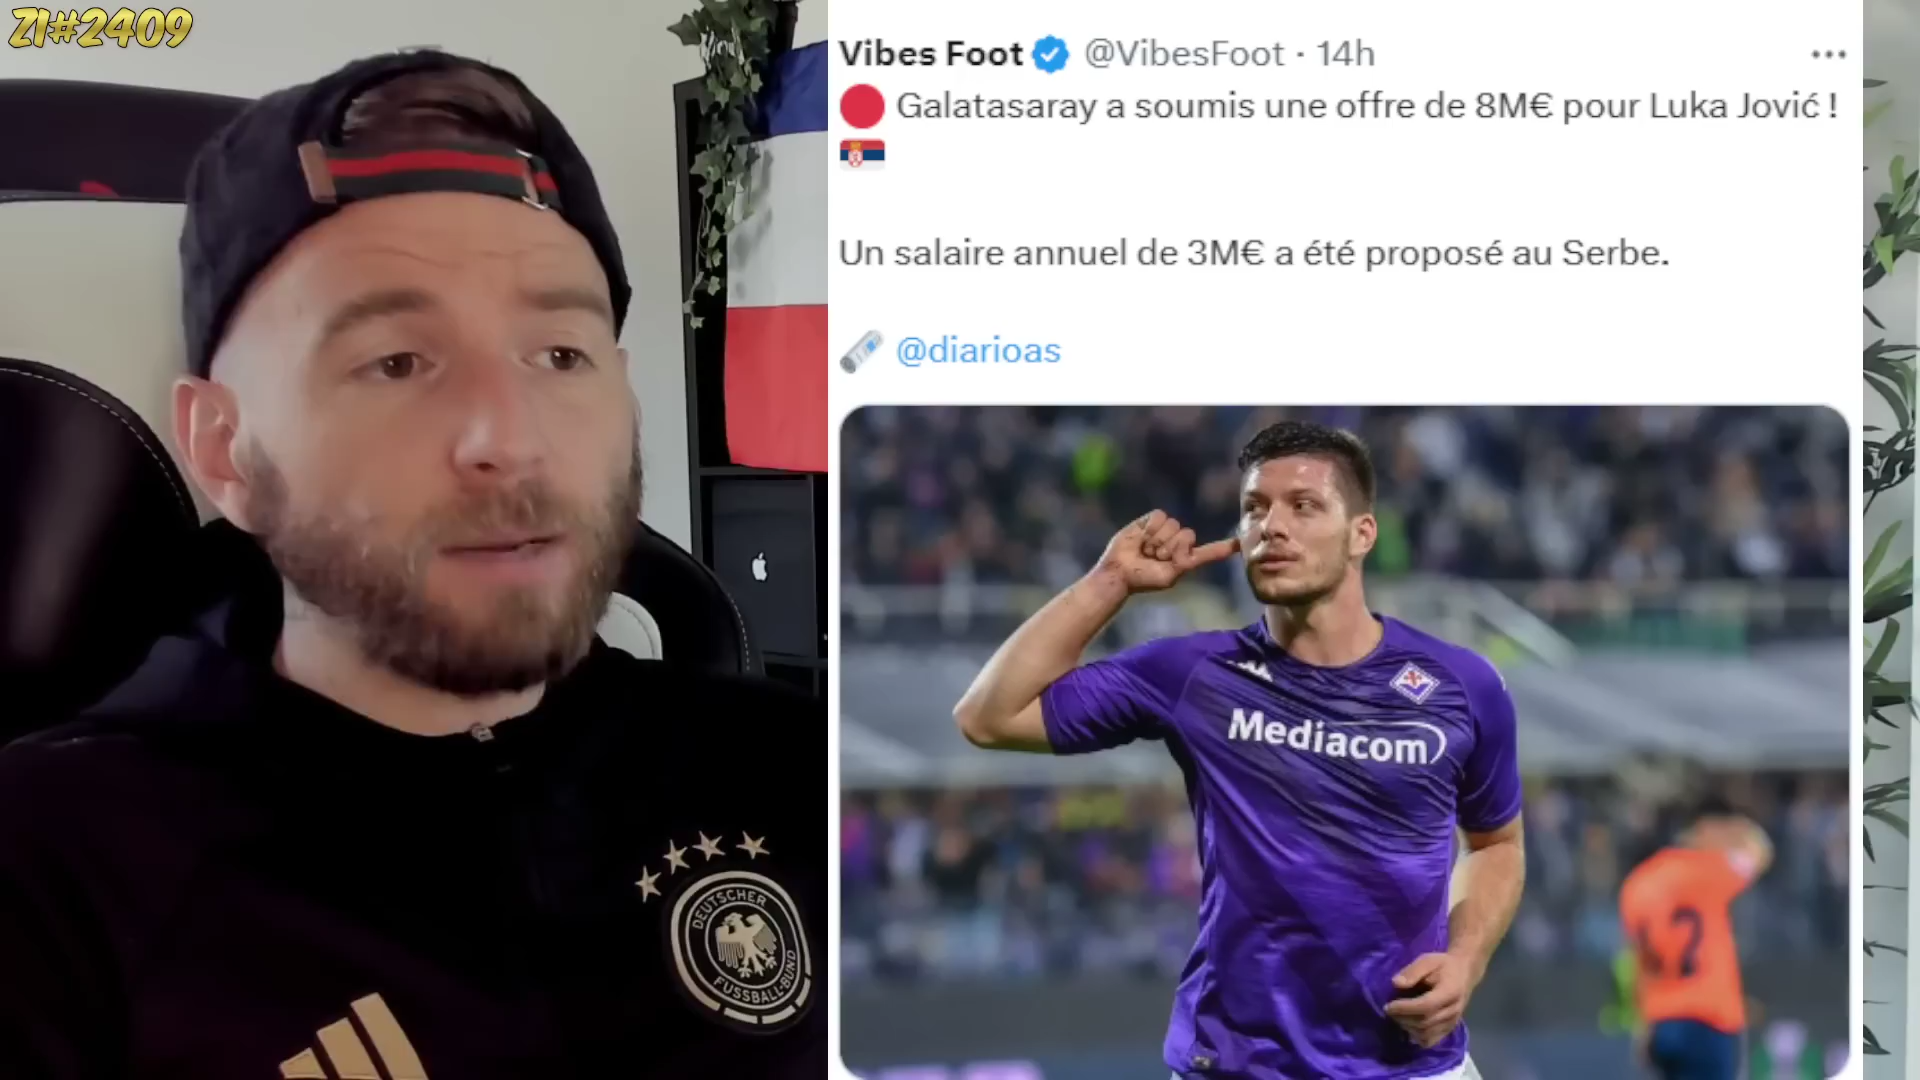 ZI#2409
Vibes Foot @VibesFoot · 14h
Galatasaray a soumis une offre de 8M€ pour Luka Jović !
Un salaire annuel de 3M€ a été proposé au Serbe.
@diarioas
Mediacom
DEUTSCHER
FUSSBALL-BUND
42